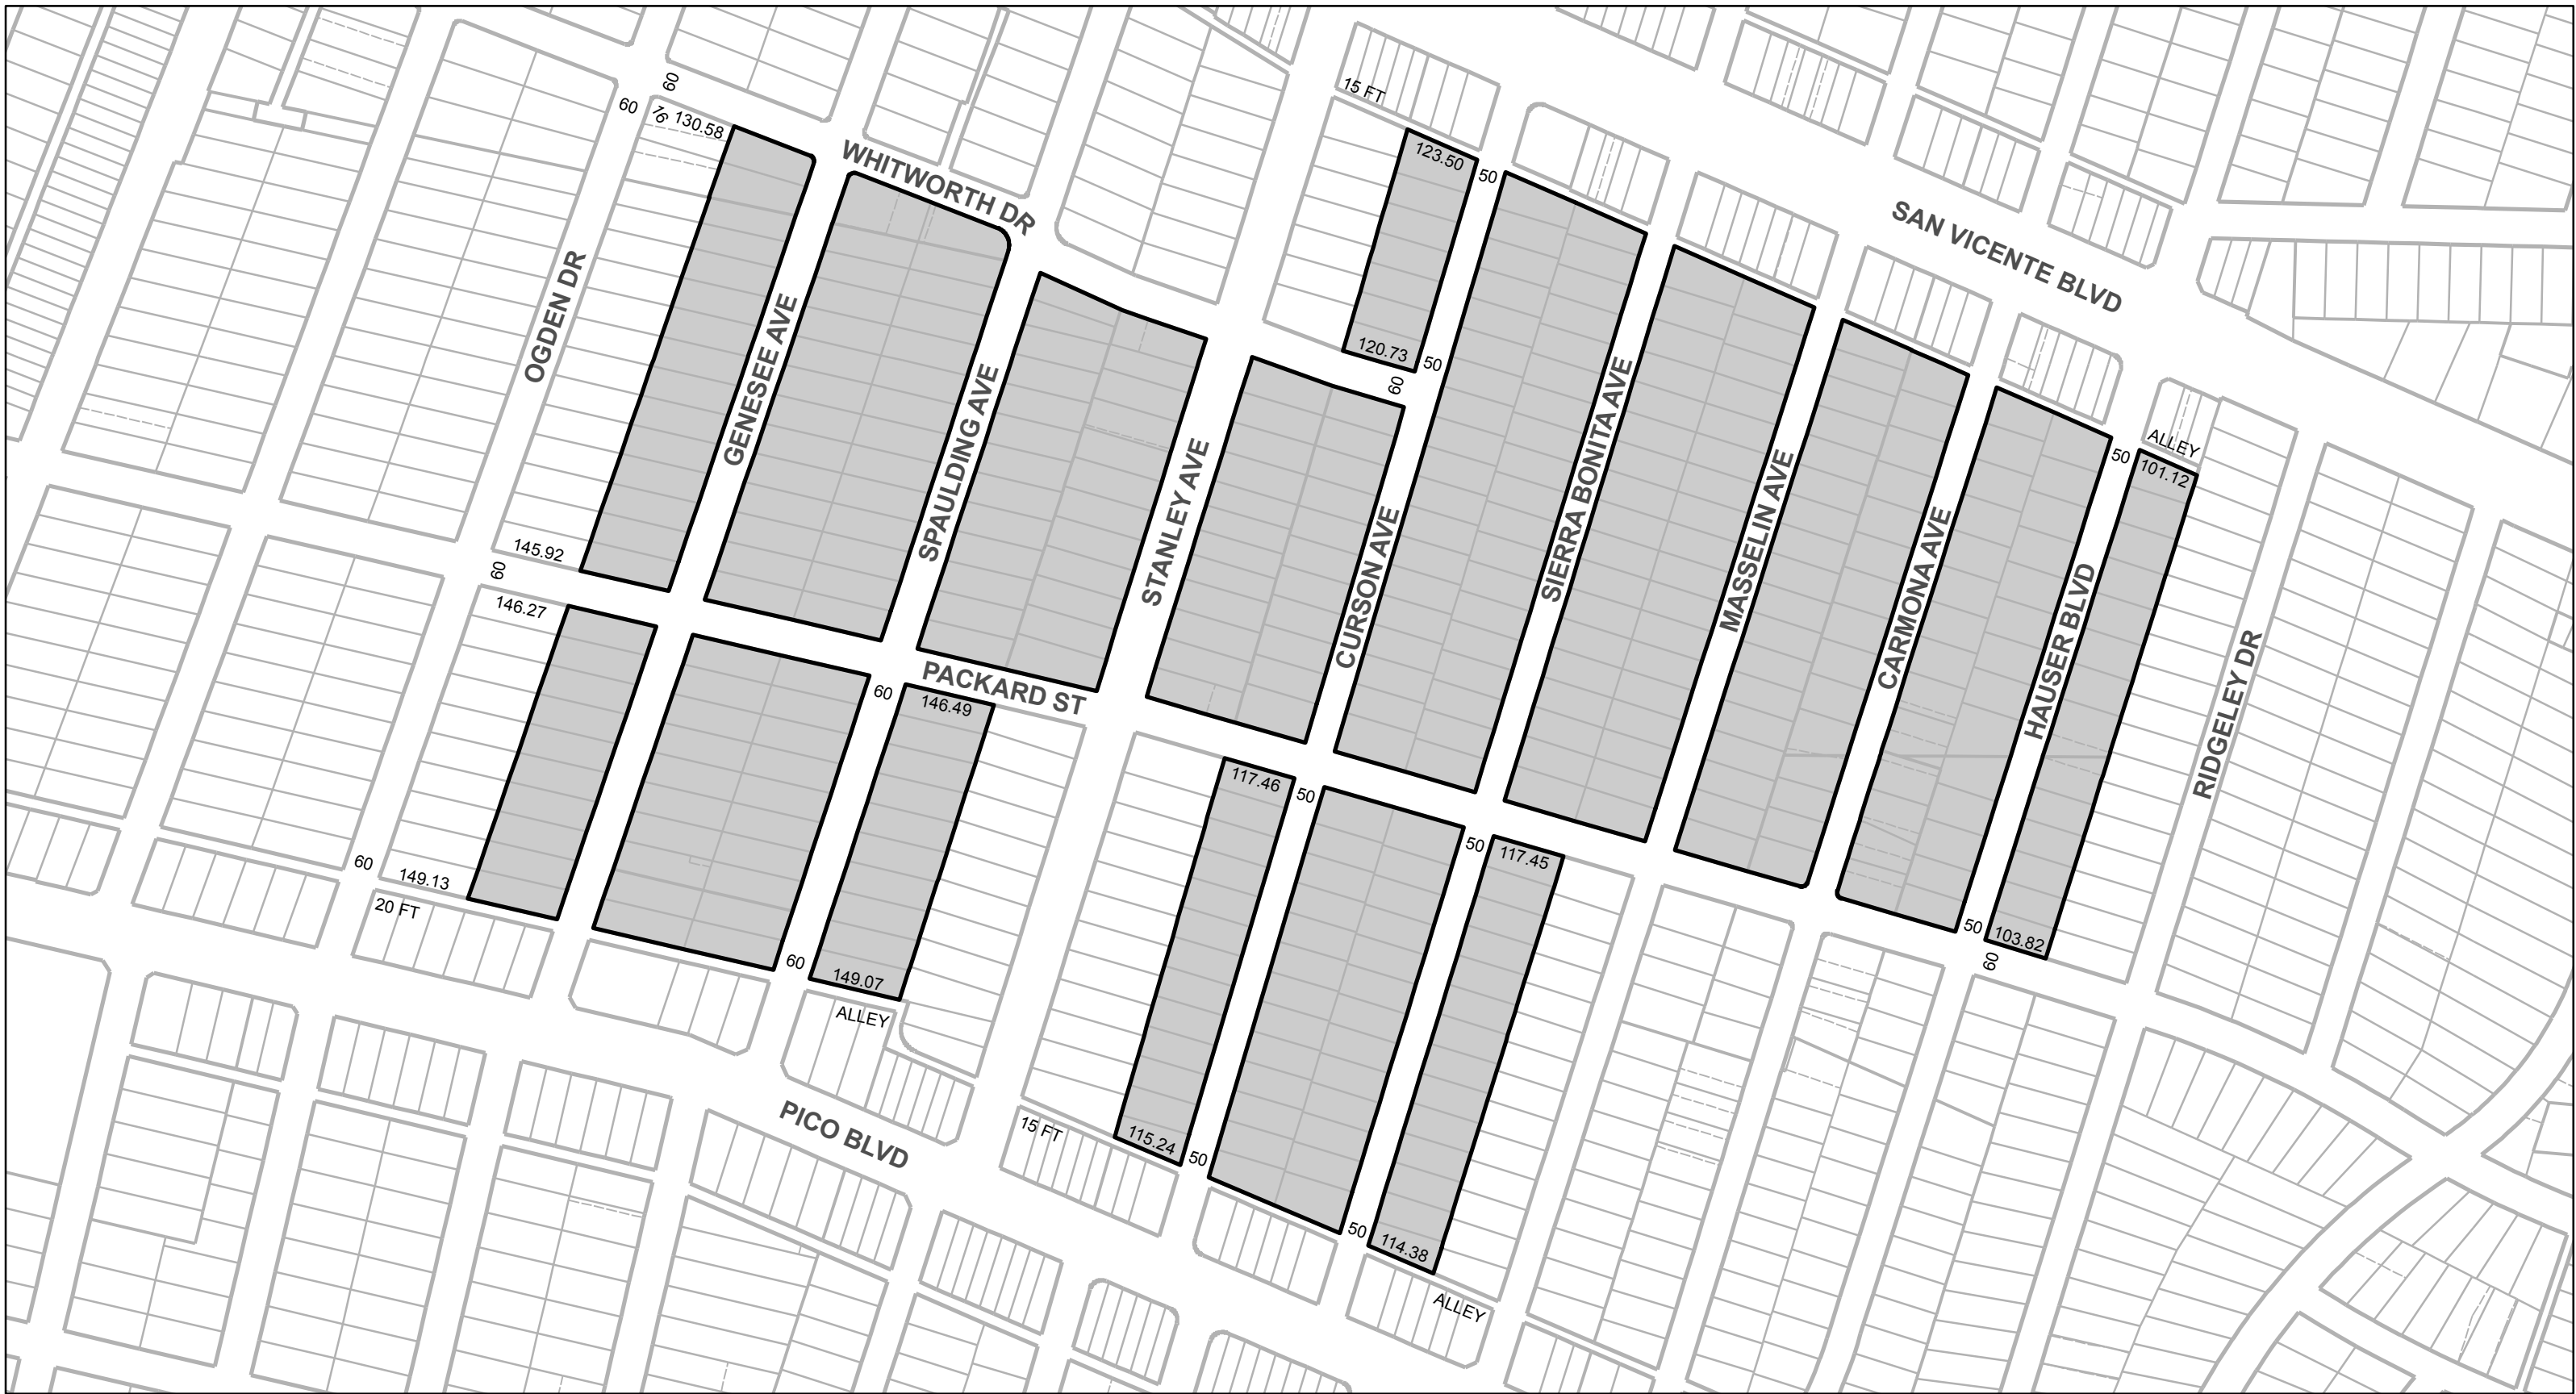 60
60
76
130.58
WHITWORTH DR
15 FT
123.50
50
SAN VICENTE BLVD
OGDEN DR
GENESEE AVE
SPAULDING AVE
STANLEY AVE
120.73
50
60
CURSON AVE
SIERRA BONITA AVE
MASSELIN AVE
CARMONA AVE
HAUSER BLVD
RIDGELEY DR
ALLEY
50
101.12
145.92
60
146.27
PACKARD ST
60
146.49
117.46
50
50
117.45
60
149.13
20 FT
60
149.07
ALLEY
50
103.82
60
PICO BLVD
15 FT
115.24
50
50
114.38
ALLEY